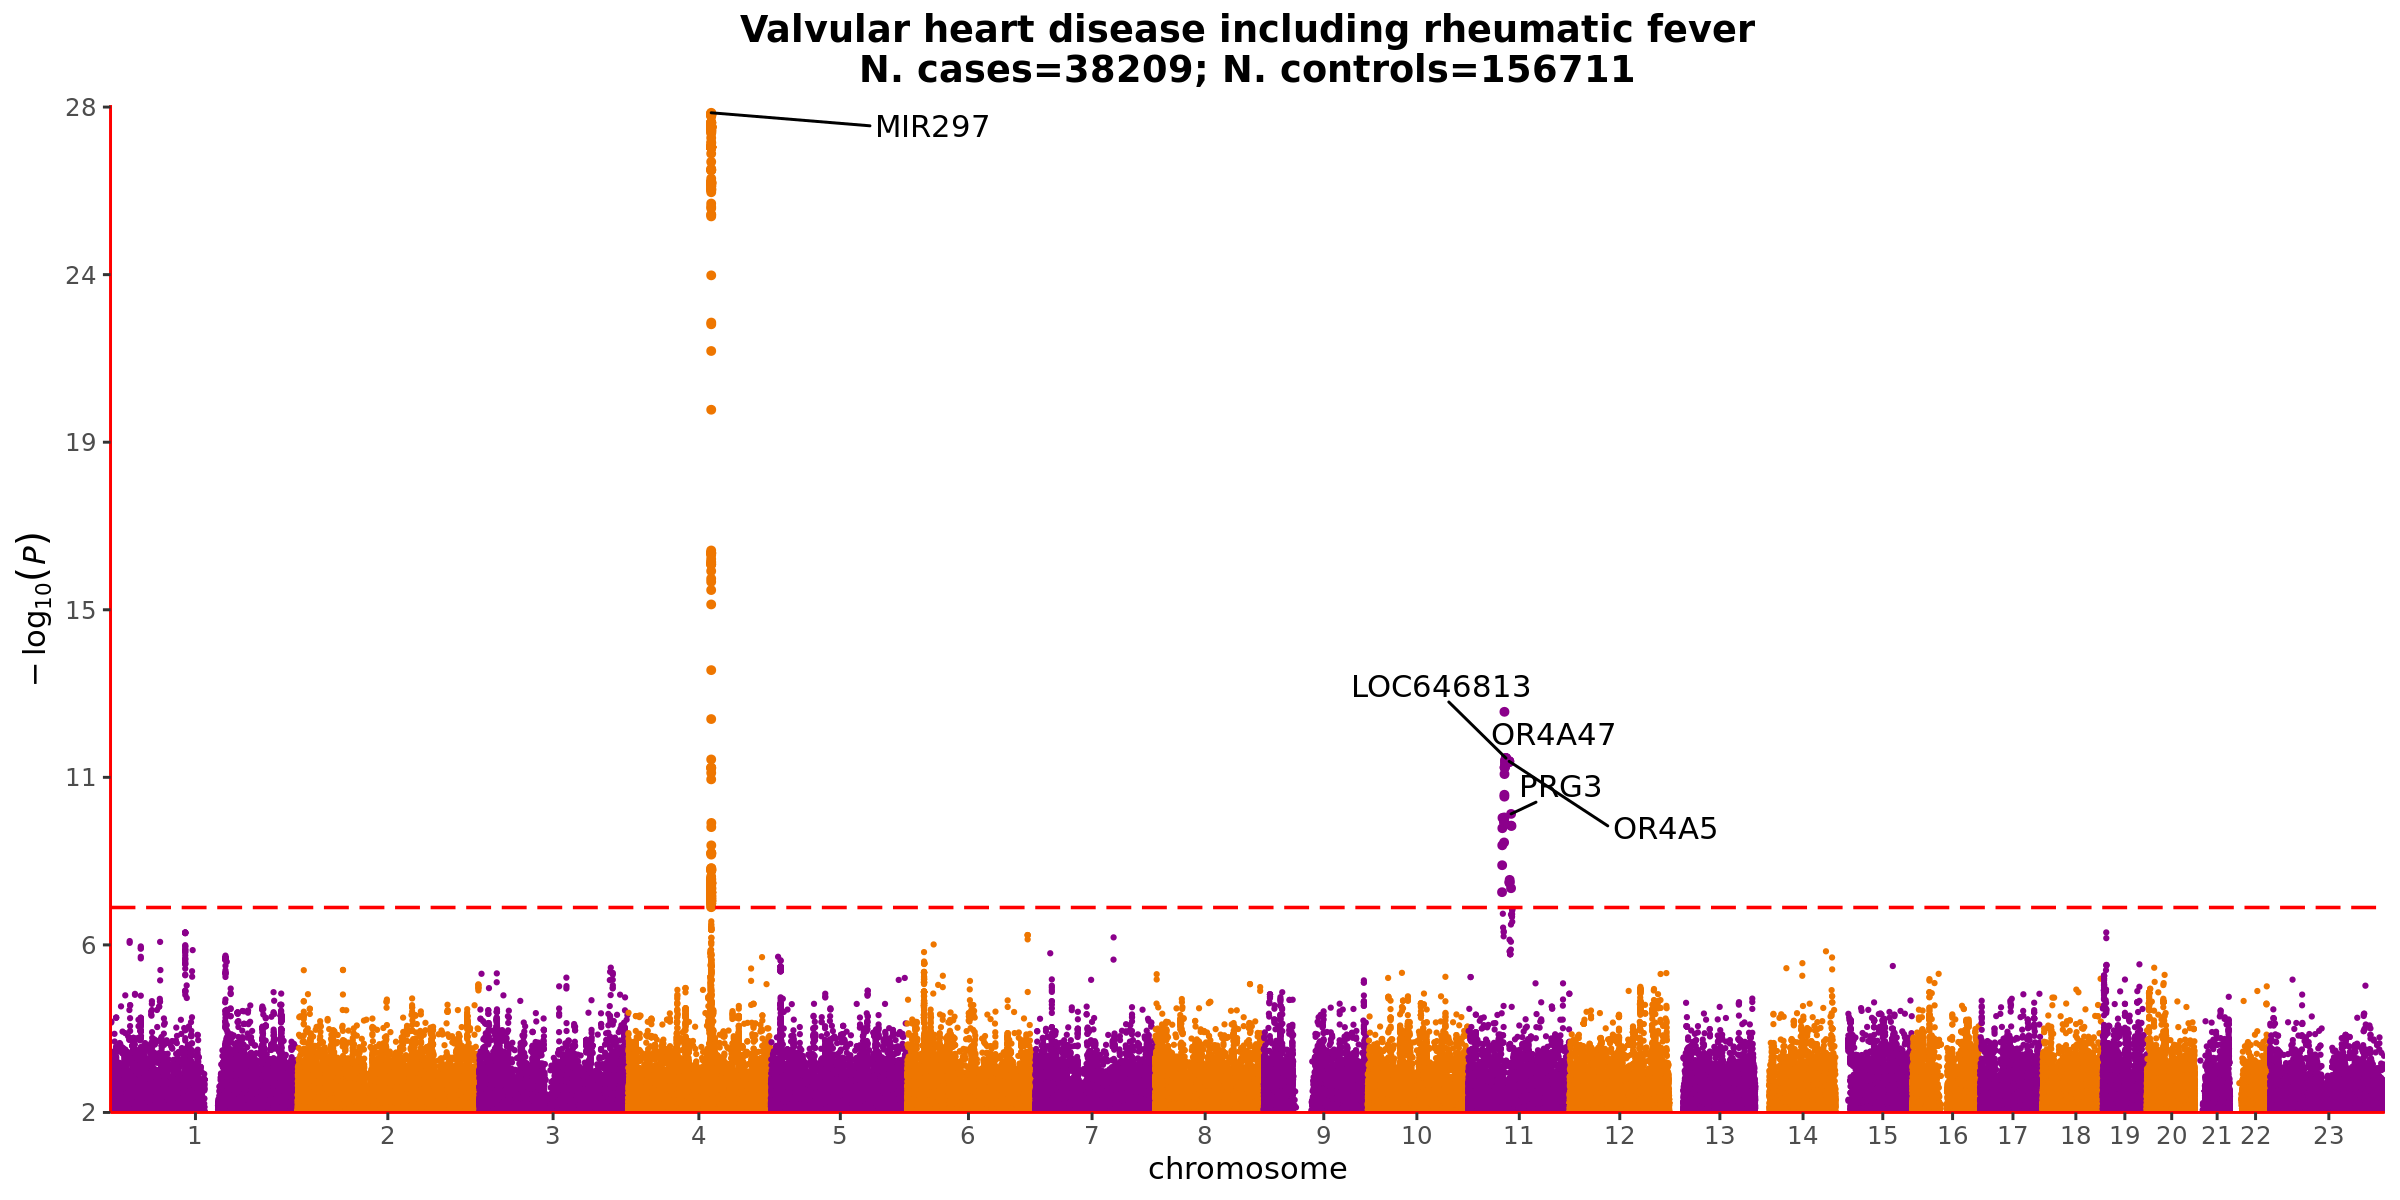 Valvular heart disease including rheumatic fever
N. cases=38209; N. controls=156711
28
24
19
15
11
6
2
−log10(P)
MIR297
LOC646813
OR4A47
PRG3
OR4A5
1 2 3 4 5 6 7 8 9 10 11 12 13 14 15 16 17 18 19 20 21 22 23
chromosome